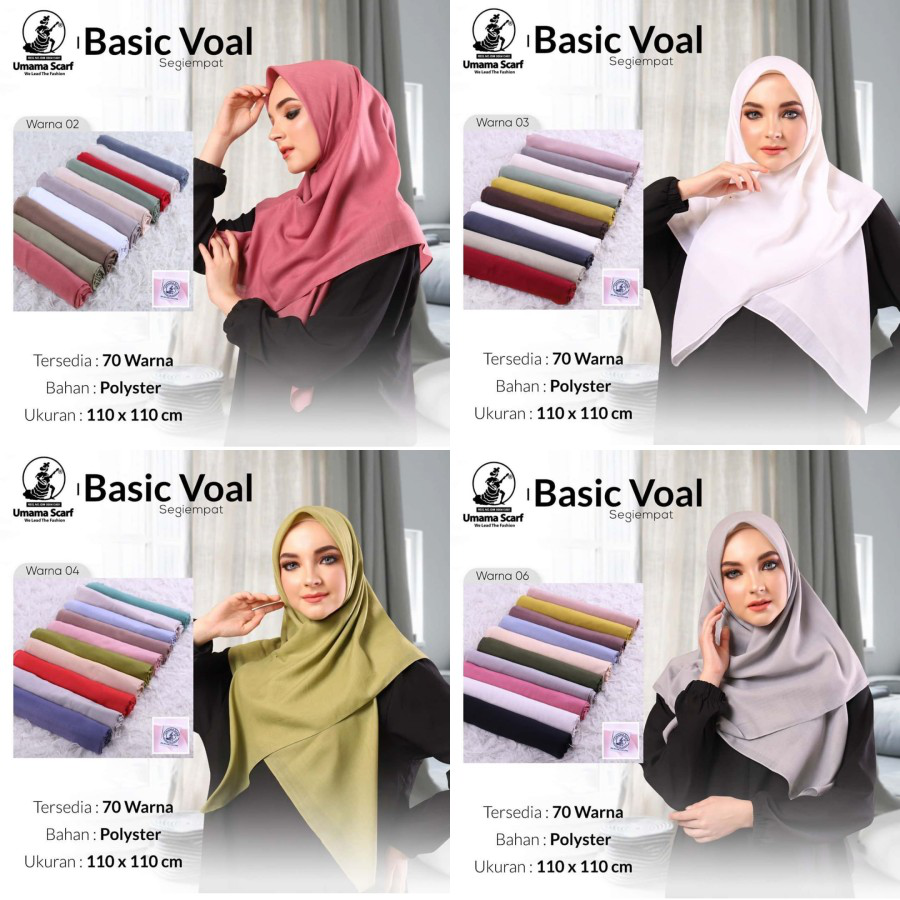 Basic Voal
Segiempat
Umama Scarf
We Lead The Fashion
Warna 02
Tersedia : 70 Warna
Bahan : Polyster
Ukuran : 110 x 110 cm
Basic Voal
Segiempat
Umama Scarf
We Lead The Fashion
Warna 03
Tersedia : 70 Warna
Bahan : Polyster
Ukuran : 110 x 110 cm
Basic Voal
Segiempat
Umama Scarf
We Lead The Fashion
Warna 04
Tersedia : 70 Warna
Bahan : Polyster
Ukuran : 110 x 110 cm
Basic Voal
Segiempat
Umama Scarf
We Lead The Fashion
Warna 06
Tersedia : 70 Warna
Bahan : Polyster
Ukuran : 110 x 110 cm